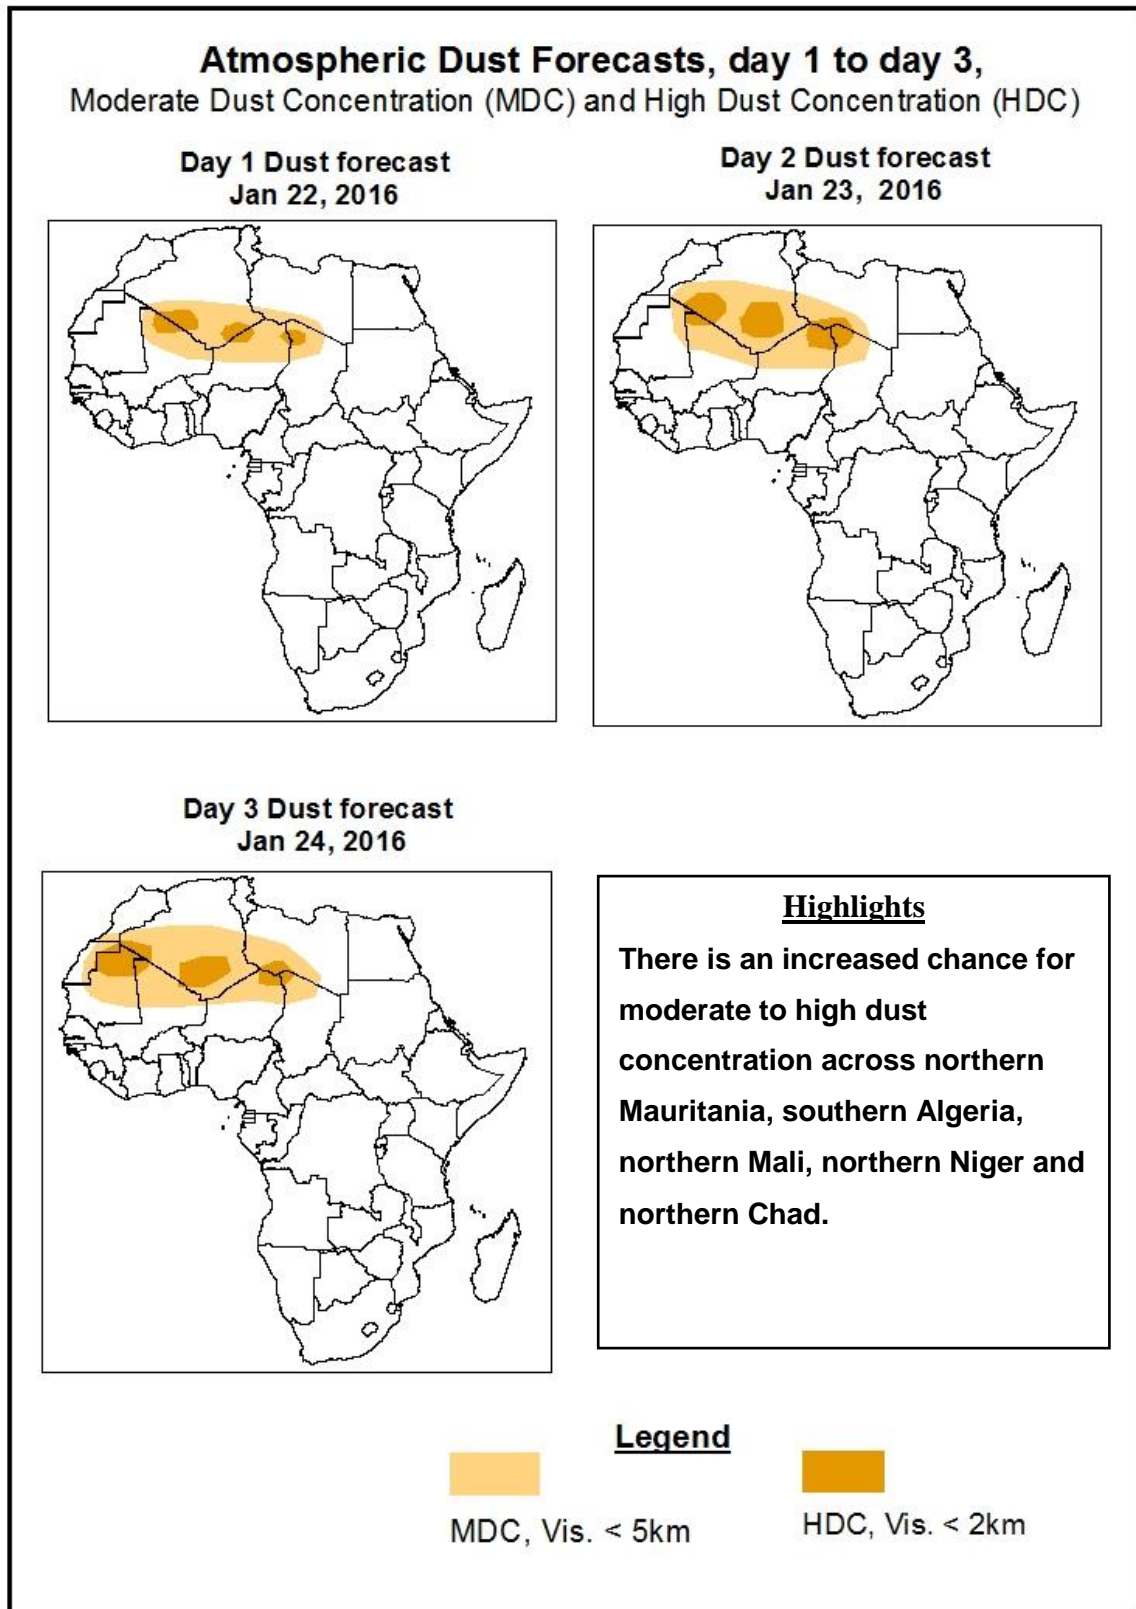 Atmospheric Dust Forecasts, day 1 to day 3,
Moderate Dust Concentration (MDC) and High Dust Concentration (HDC)
Day 1 Dust forecast
Jan 22, 2016
Day 2 Dust forecast
Jan 23, 2016
Day 3 Dust forecast
Jan 24, 2016
Highlights
There is an increased chance for
moderate to high dust
concentration across northern
Mauritania, southern Algeria,
northern Mali, northern Niger and
northern Chad.
Legend
MDC, Vis. < 5km
HDC, Vis. < 2km